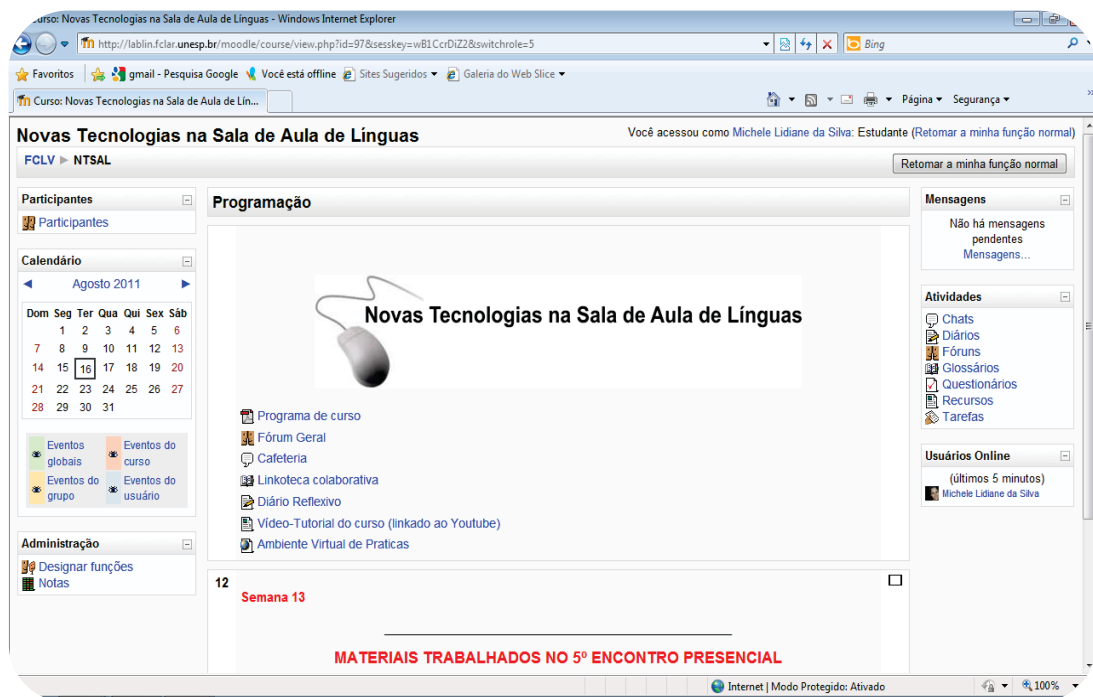 Curso: Novas Tecnologias na Sala de Aula de Línguas - Windows Internet Explorer
http://lablin.fclar.unesp.br/moodle/course/view.php?id=97&sesskey=wB1CcrDiZ2&switchrole=5
Bing
Favoritos gmail - Pesquisa Google Você está offline Sites Sugeridos Galeria do Web Slice
Curso: Novas Tecnologias na Sala de Aula de Lín...
Página Segurança
Novas Tecnologias na Sala de Aula de Línguas
Você acessou como Michele Lidiane da Silva: Estudante (Retomar a minha função normal)
FCLV ► NTSAL
Retomar a minha função normal
Participantes
Participantes
Calendário
Agosto 2011
Dom Seg Ter Qua Qui Sex Sáb
1 2 3 4 5 6
7 8 9 10 11 12 13
14 15 16 17 18 19 20
21 22 23 24 25 26 27
28 29 30 31
Eventos globais
Eventos do curso
Eventos do grupo
Eventos do usuário
Administração
Designar funções
Notas
Programação
Novas Tecnologias na Sala de Aula de Línguas
Programa de curso
Fórum Geral
Cafeteria
Linkoteca colaborativa
Diário Reflexivo
Vídeo-Tutorial do curso (linkado ao Youtube)
Ambiente Virtual de Praticas
12
Semana 13
MATERIAIS TRABALHADOS NO 5º ENCONTRO PRESENCIAL
Mensagens
Não há mensagens
pendentes
Mensagens...
Atividades
Chats
Diários
Fóruns
Glossários
Questionários
Recursos
Tarefas
Usuários Online
(últimos 5 minutos)
Michele Lidiane da Silva
Internet | Modo Protegido: Ativado
100%